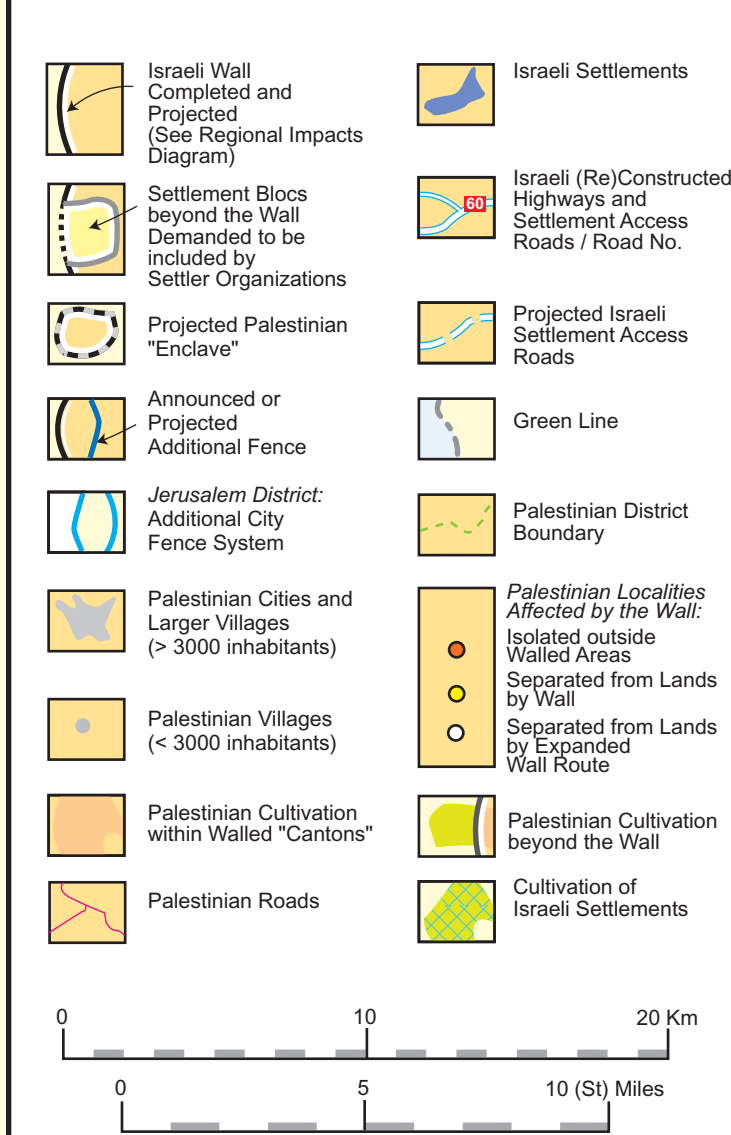 Israeli Wall
Completed and
Projected
(See Regional Impacts
Diagram)
Settlement Blocs
beyond the Wall
Demanded to be
included by
Settler Organizations
Projected Palestinian
"Enclave"
Announced or
Projected
Additional Fence
Jerusalem District:
Additional City
Fence System
Palestinian Cities and
Larger Villages
(> 3000 inhabitants)
Palestinian Villages
(< 3000 inhabitants)
Palestinian Cultivation
within Walled "Cantons"
Palestinian Roads
Israeli Settlements
60
Israeli (Re)Constructed
Highways and
Settlement Access
Roads / Road No.
Projected Israeli
Settlement Access
Roads
Green Line
Palestinian District
Boundary
Palestinian Localities
Affected by the Wall:
Isolated outside
Walled Areas
Separated from Lands
by Wall
Separated from Lands
by Expanded
Wall Route
Palestinian Cultivation
beyond the Wall
Cultivation of
Israeli Settlements
0 10 20 Km
0 5 10 (St) Miles